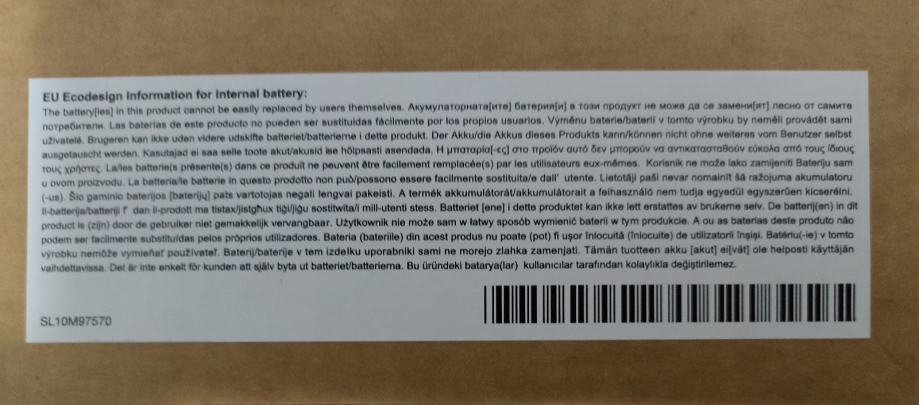 EU Ecodesign Information for internal battery:
The battery[ies] in this product cannot be easily replaced by users themselves. Акумулаторната[ите] батерия[и] в този продукт не може да се замени[ят] лесно от самите
потребители. Las baterías de este producto no pueden ser sustituidas fácilmente por los propios usuarios. Výměnu baterie/baterií v tomto výrobku by neměli provádět sami
uživatelé. Brugeren kan ikke uden videre udskifte batteriet/batterierne i dette produkt. Der Akku/die Akkus dieses Produkts kann/können nicht ohne weiteres vom Benutzer selbst
ausgetauscht werden. Kasutajad ei saa selle toote akut/akusid ise hõlpsasti asendada. Η μπαταρία[-ες] στο προϊόν αυτό δεν μπορούν να αντικατασταθούν εύκολα από τους ίδιους
τους χρήστες. La/les batterie(s présente(s) dans ce produit ne peuvent être facilement remplacée(s) par les utilisateurs eux-mêmes. Korisnik ne može lako zamijeniti Bateriju sam
u ovom proizvodu. La batteria/le batterie in questo prodotto non può/possono essere facilmente sostituita/e dall' utente. Lietotāji paši nevar nomainīt šā ražojuma akumulatoru
(-us). Šio gaminio baterijos [baterijų] pats vartotojas negali lengvai pakeisti. A termék akkumulátorát/akkumulátorait a felhasználó nem tudja egyedül egyszerűen kicserélni.
Il-batterija/batteriji f' dan il-prodott ma tistax/jistgħux tiġi/jiġu sostitwita/i mill-utenti stess. Batteriet [ene] i dette produktet kan ikke lett erstattes av brukerne selv. De batterij(en) in dit
product is (zijn) door de gebruiker niet gemakkelijk vervangbaar. Użytkownik nie może sam w łatwy sposób wymienić baterii w tym produkcie. A ou as baterias deste produto não
podem ser facilmente substituídas pelos próprios utilizadores. Bateria (bateriile) din acest produs nu poate (pot) fi ușor înlocuită (înlocuite) de utilizatorii înșiși. Batériu(-ie) v tomto
výrobku nemôže vymieňať používateľ. Baterij/baterije v tem izdelku uporabniki sami ne morejo zlahka zamenjati. Tämän tuotteen akku [akut] ei[vät] ole helposti käyttäjän
vaihdettavissa. Det är inte enkelt för kunden att själv byta ut batteriet/batterierna. Bu üründeki batarya(lar) kullanıcılar tarafından kolaylıkla değiştirilemez.
SL10M97570